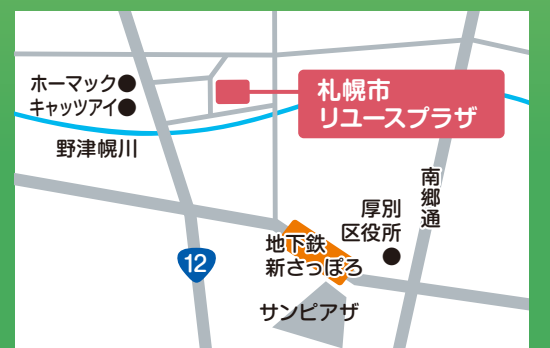 ホーマック●
キャッツアイ●
野津幌川
札幌市
リユースプラザ
南郷通
厚別
区役所
地下鉄
新さっぽろ
12
サンピアザ